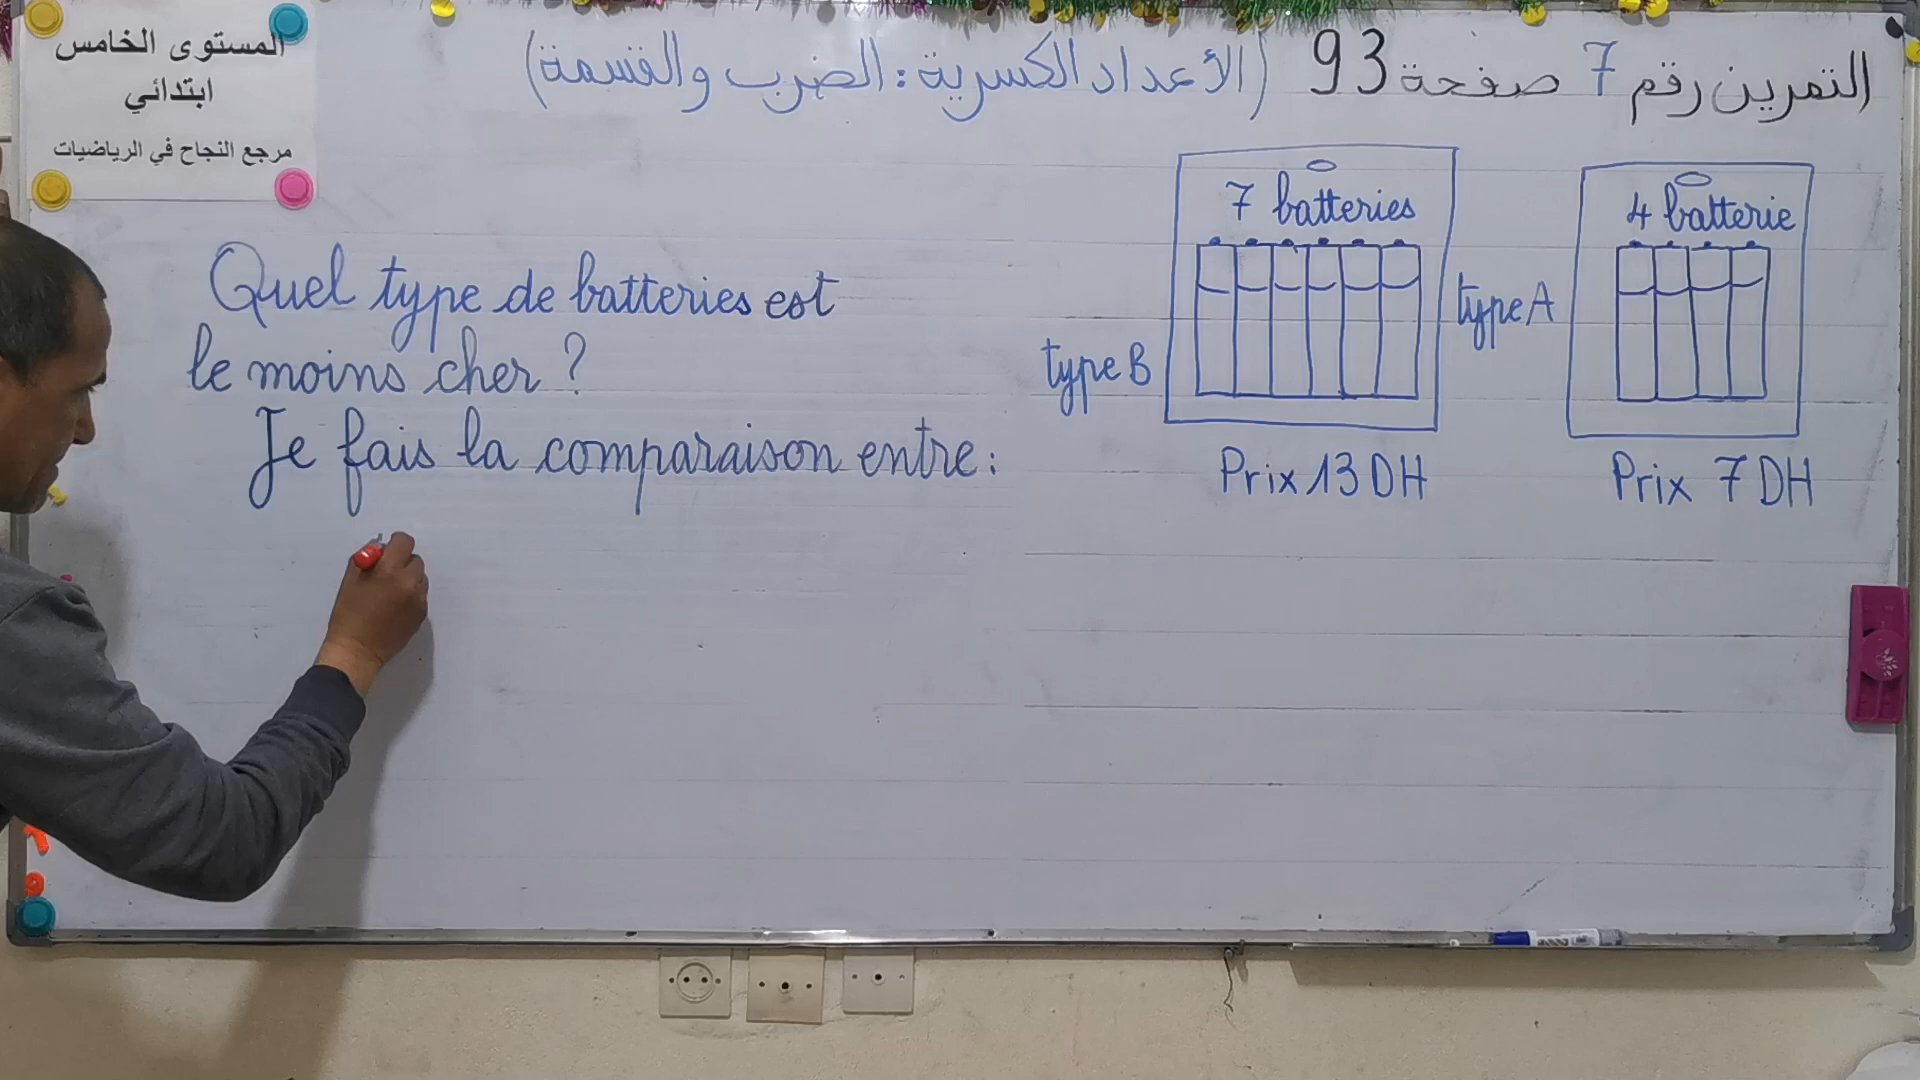 المستوى الخامس
ابتدائي
مرجع النجاح في الرياضيات
التمرين رقم 7 صفحة 93 (الأعداد الكسرية: الضرب والقسمة)
Quel type de batteries est
le moins cher ?
Je fais la comparaison entre:
7 batteries
type B
Prix 13 DH
4 batterie
type A
Prix 7 DH